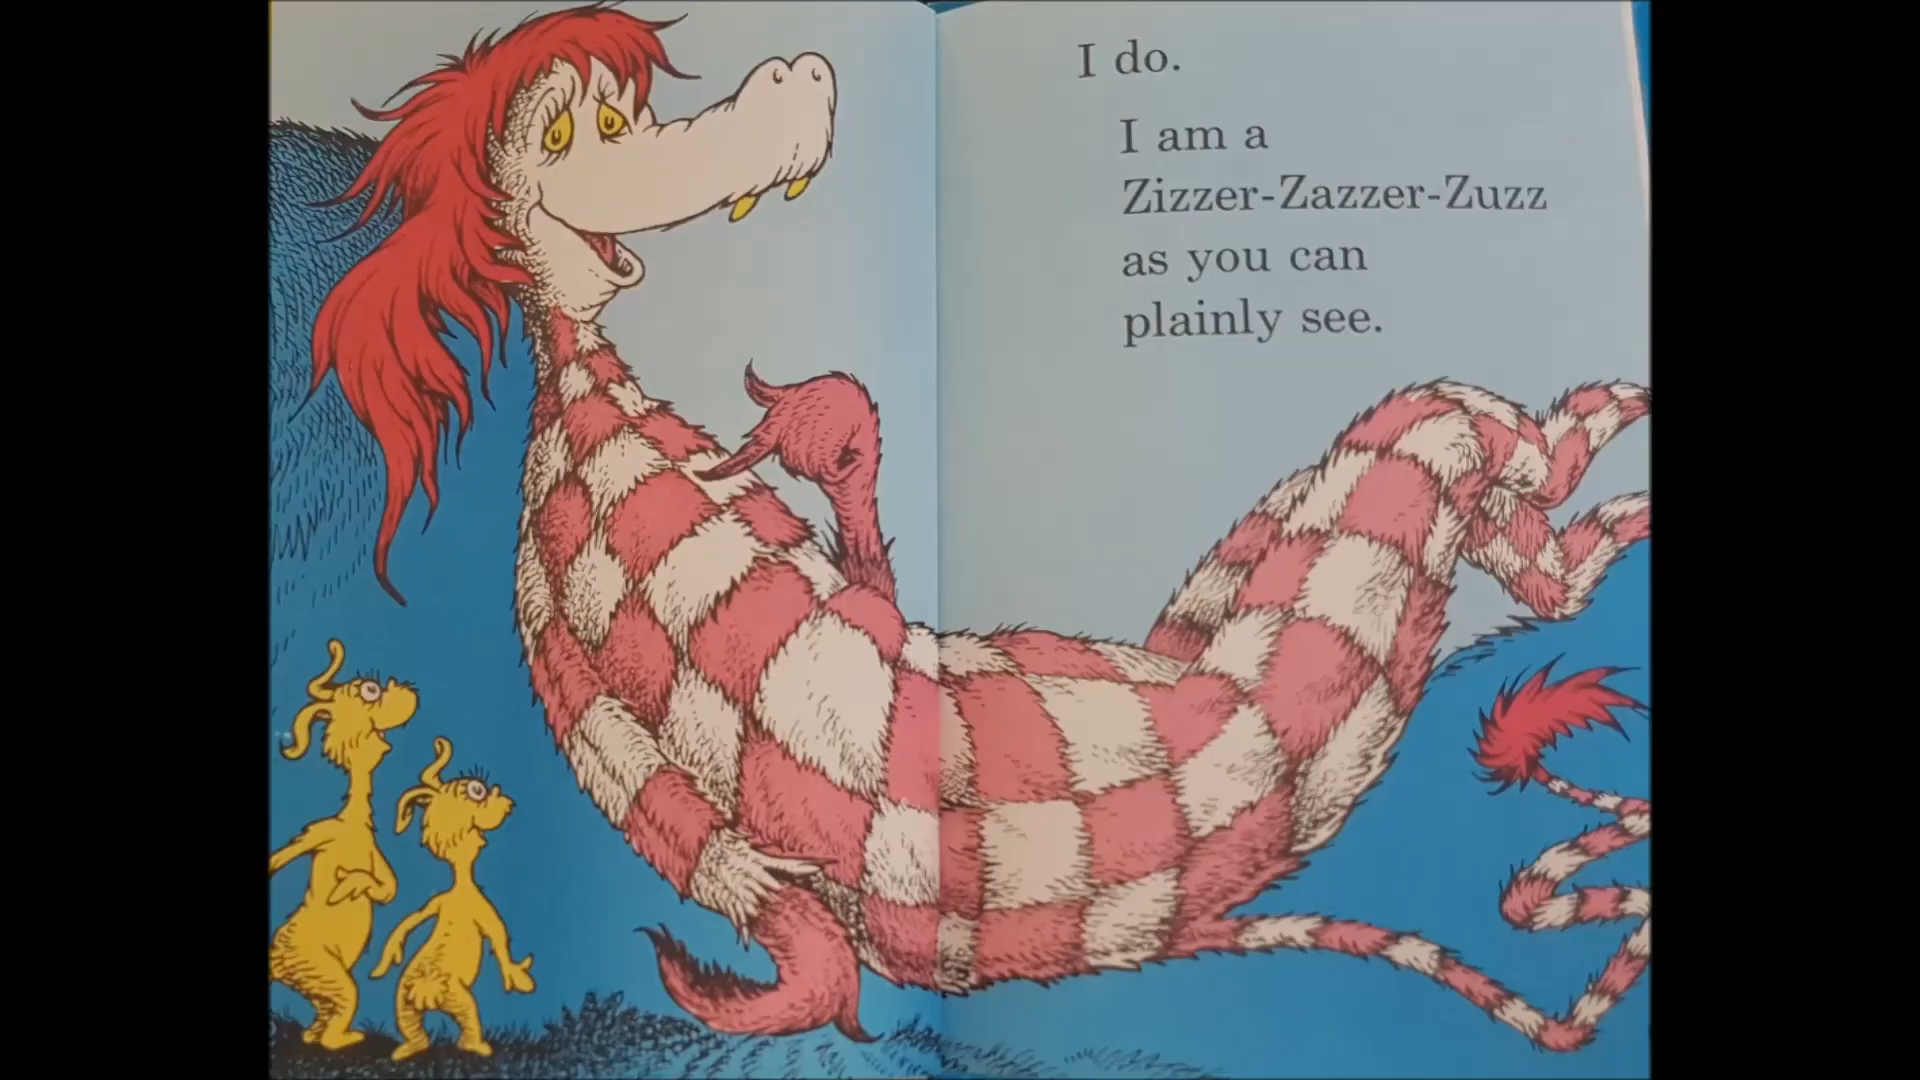 I do.
I am a
Zizzer-Zazzer-Zuzz
as you can
plainly see.